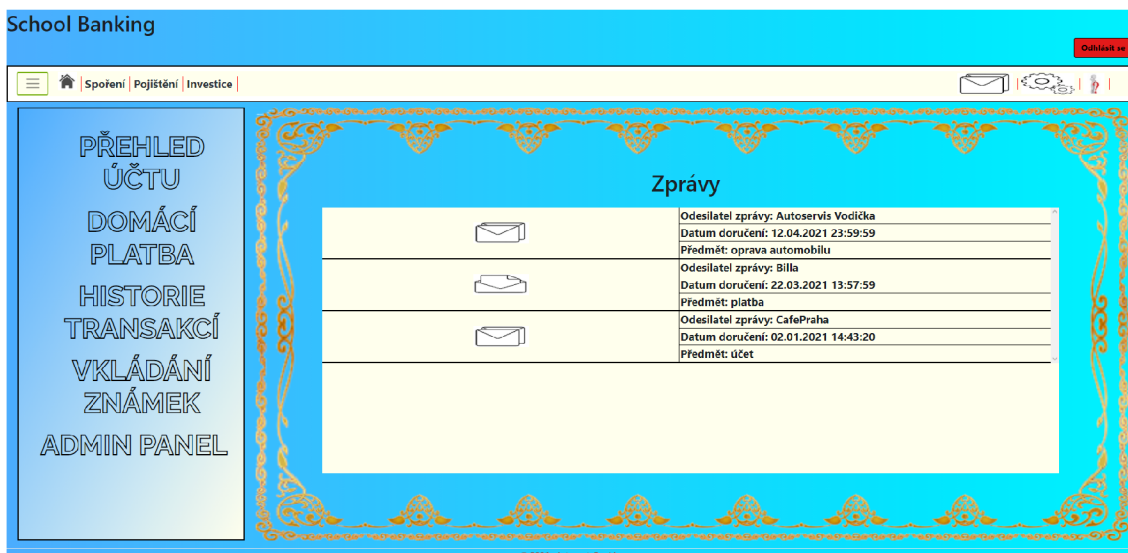 School Banking
Odhlásit se
Spoření Pojištění Investice
PŘEHLED
ÚČTU
DOMÁCÍ
PLATBA
HISTORIE
TRANSAKCÍ
VKLÁDÁNÍ
ZNÁMEK
ADMIN PANEL
Zprávy
Odesilatel zprávy: Autoservis Vodička
Datum doručení: 12.04.2021 23:59:59
Předmět: oprava automobilu
Odesilatel zprávy: Billa
Datum doručení: 22.03.2021 13:57:59
Předmět: platba
Odesilatel zprávy: CafePraha
Datum doručení: 02.01.2021 14:43:20
Předmět: účet